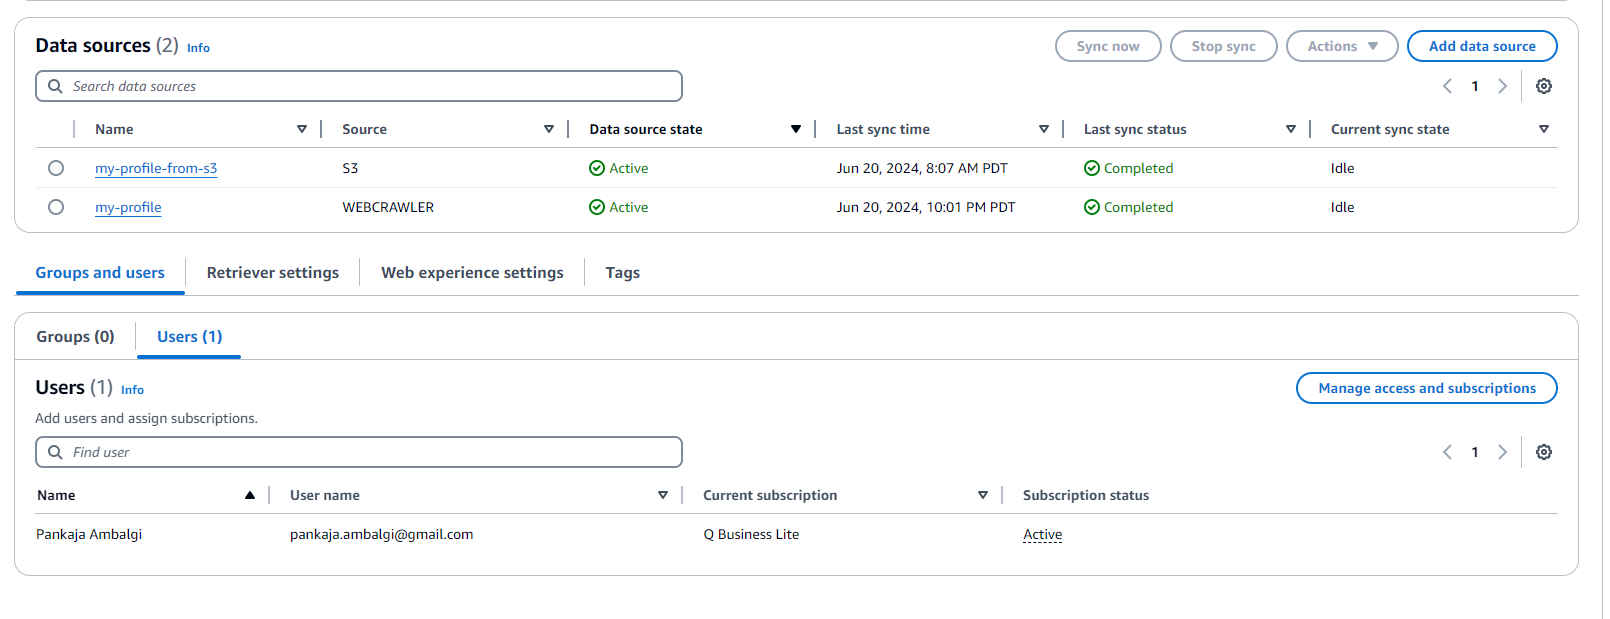 Data sources (2) Info
Sync now Stop sync Actions Add data source
Search data sources
1
Name Source Data source state Last sync time Last sync status Current sync state
my-profile-from-s3 S3 Active Jun 20, 2024, 8:07 AM PDT Completed Idle
my-profile WEBCRAWLER Active Jun 20, 2024, 10:01 PM PDT Completed Idle
Groups and users Retriever settings Web experience settings Tags
Groups (0) Users (1)
Users (1) Info
Manage access and subscriptions
Add users and assign subscriptions.
Find user
1
Name User name Current subscription Subscription status
Pankaja Ambalgi pankaja.ambalgi@gmail.com Q Business Lite Active